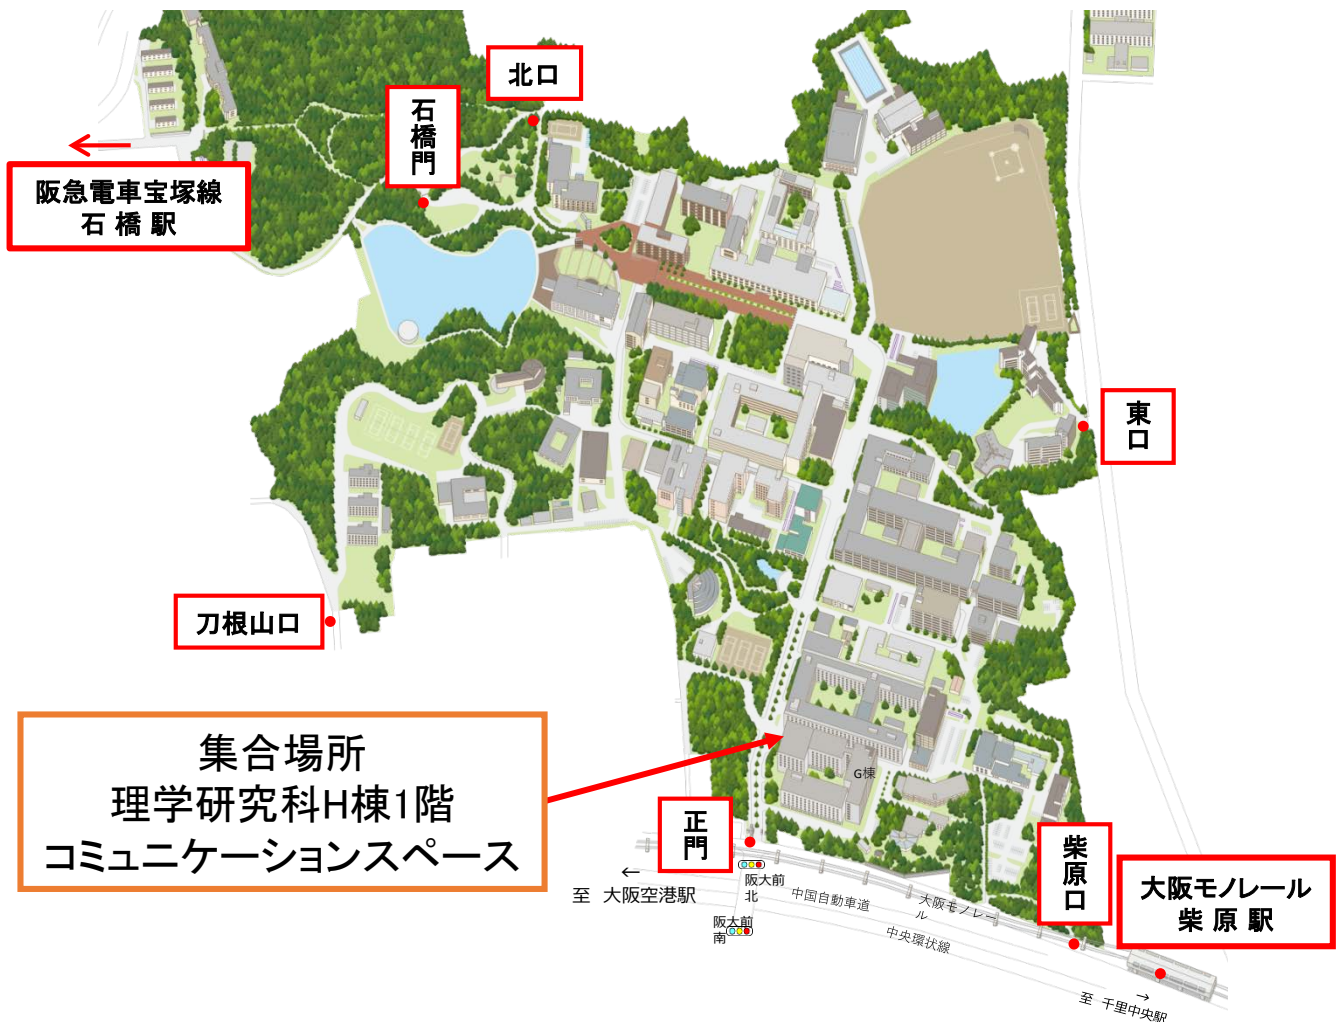 北口
石橋門
阪急電車宝塚線
石 橋 駅
東口
刀根山口
集合場所
理学研究科H棟1階
コミュニケーションスペース
G棟
正門
柴原口
大阪モノレール
柴 原 駅
←
至 大阪空港駅
阪大前
北
阪大前
南
中国自動車道
大阪モノレー
ル
中央環状線
→
至 千里中央駅